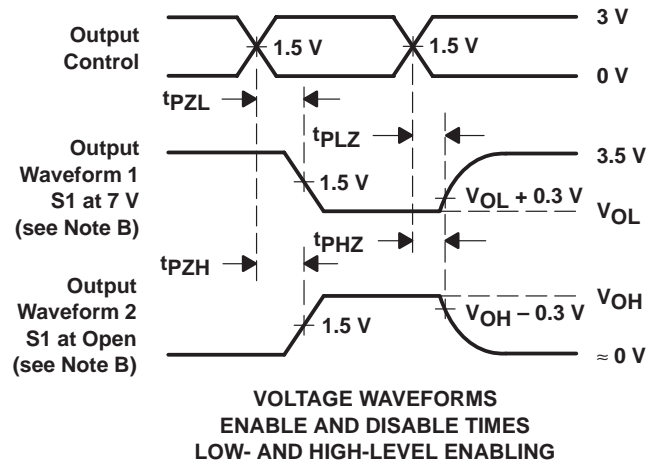 Output
Control
1.5 V
1.5 V
3 V
0 V
tPZL
tPLZ
Output
Waveform 1
S1 at 7 V
(see Note B)
1.5 V
3.5 V
VOL + 0.3 V
VOL
tPZH
tPHZ
Output
Waveform 2
S1 at Open
(see Note B)
1.5 V
VOH
VOH − 0.3 V
≈ 0 V
VOLTAGE WAVEFORMS
ENABLE AND DISABLE TIMES
LOW- AND HIGH-LEVEL ENABLING